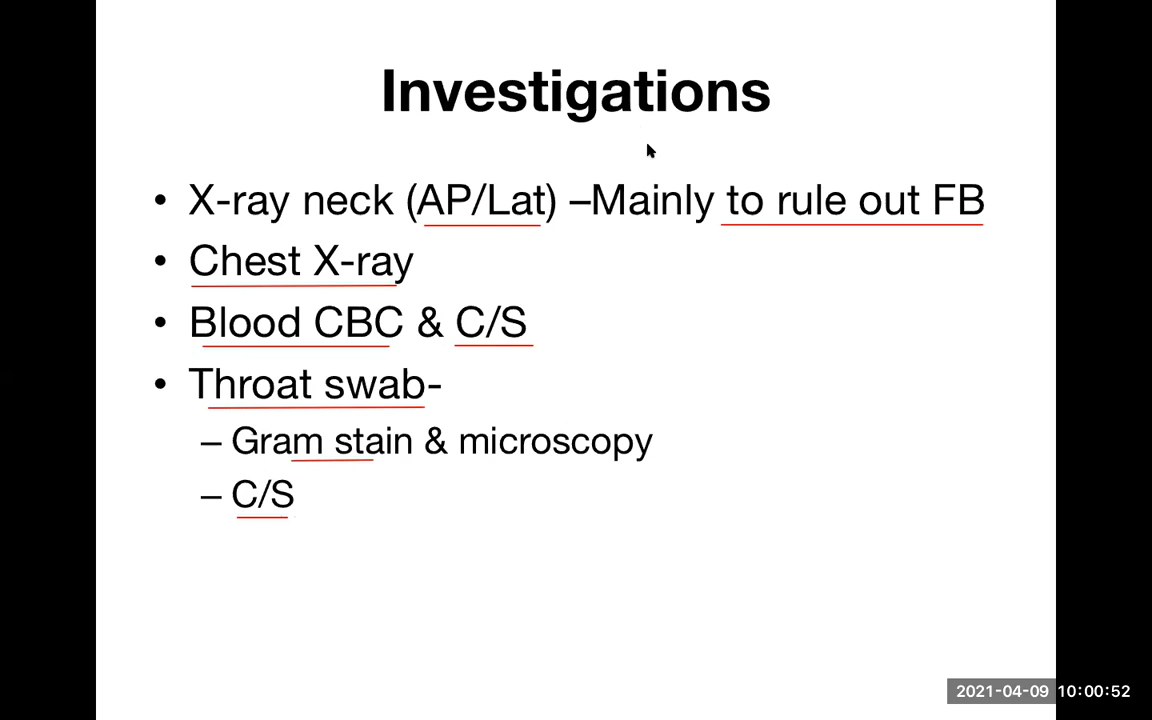 Investigations
• X-ray neck (AP/Lat) –Mainly to rule out FB
• Chest X-ray
• Blood CBC & C/S
• Throat swab-
– Gram stain & microscopy
– C/S
2021-04-09 10:00:52